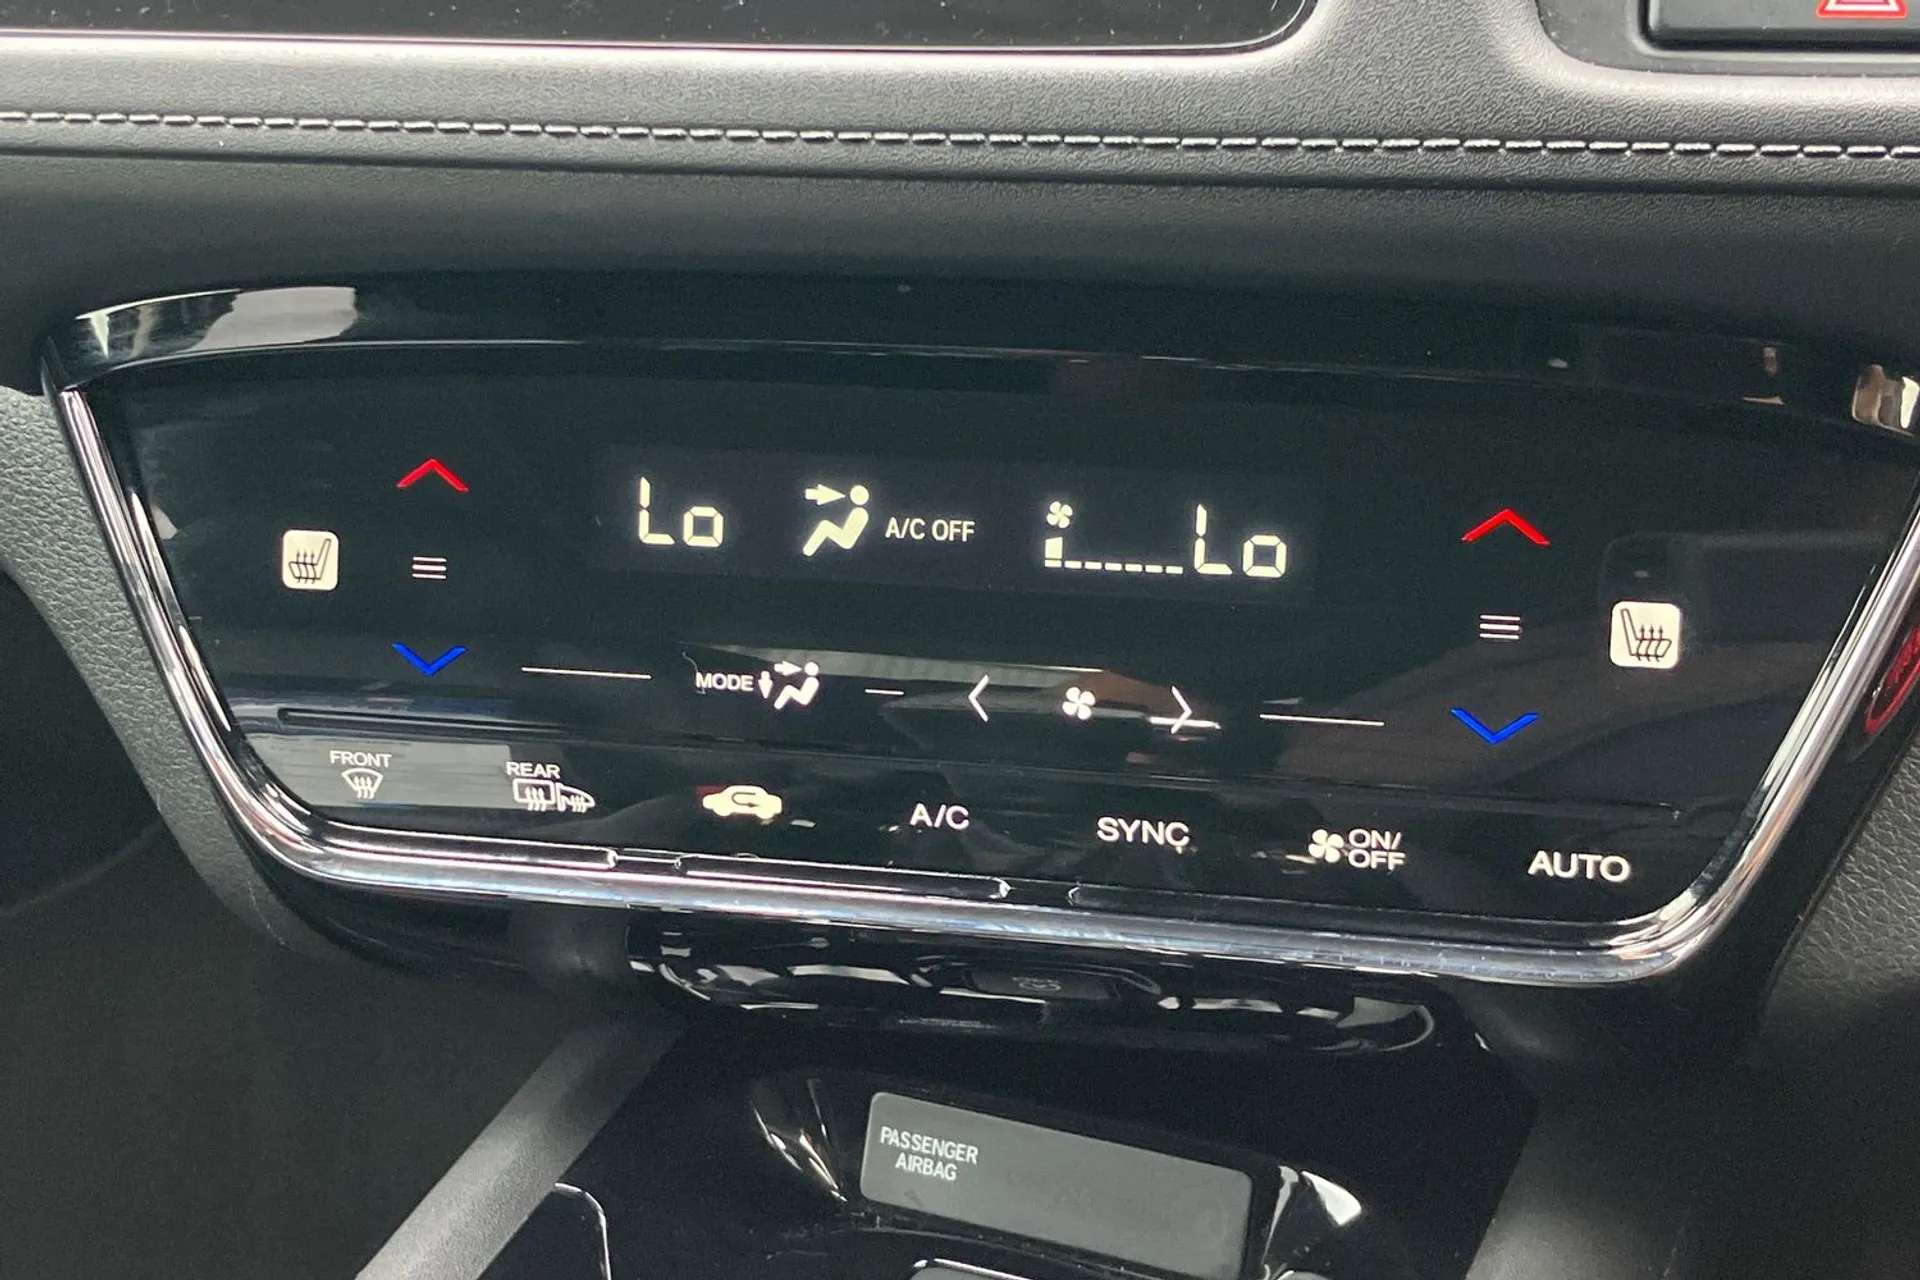 Lo A/C OFF Lo
MODE
FRONT
REAR
A/C
SYNC
ON/
OFF
AUTO
PASSENGER
AIRBAG